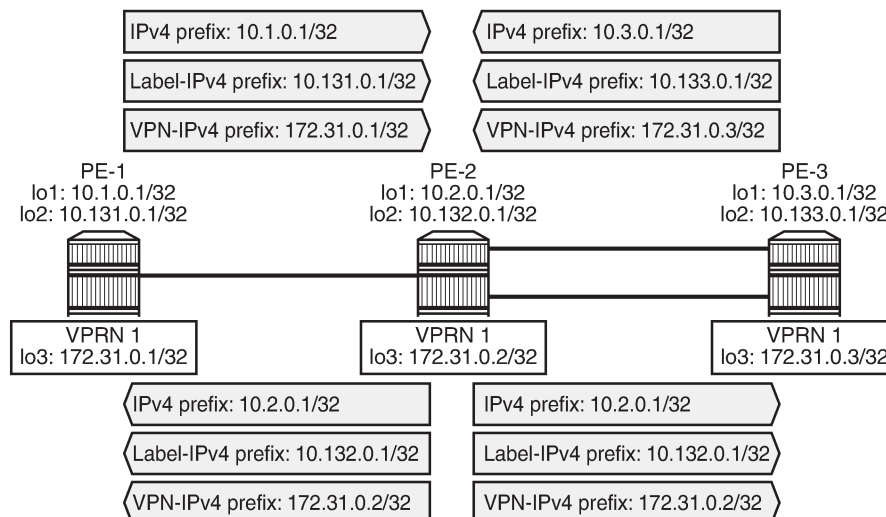 IPv4 prefix: 10.1.0.1/32
IPv4 prefix: 10.3.0.1/32
Label-IPv4 prefix: 10.131.0.1/32
Label-IPv4 prefix: 10.133.0.1/32
VPN-IPv4 prefix: 172.31.0.1/32
VPN-IPv4 prefix: 172.31.0.3/32
PE-1
lo1: 10.1.0.1/32
lo2: 10.131.0.1/32
PE-2
lo1: 10.2.0.1/32
lo2: 10.132.0.1/32
PE-3
lo1: 10.3.0.1/32
lo2: 10.133.0.1/32
VPRN 1
lo3: 172.31.0.1/32
VPRN 1
lo3: 172.31.0.2/32
VPRN 1
lo3: 172.31.0.3/32
IPv4 prefix: 10.2.0.1/32
IPv4 prefix: 10.2.0.1/32
Label-IPv4 prefix: 10.132.0.1/32
Label-IPv4 prefix: 10.132.0.1/32
VPN-IPv4 prefix: 172.31.0.2/32
VPN-IPv4 prefix: 172.31.0.2/32